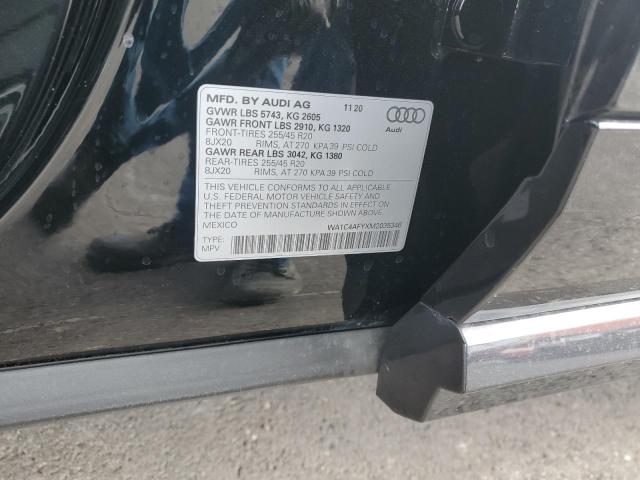 MFD. BY AUDI AG 11 20
GVWR LBS 5743, KG 2605
GAWR FRONT LBS 2910, KG 1320
FRONT-TIRES 255/45 R20
8JX20 RIMS, AT 270 KPA 39 PSI COLD
GAWR REAR LBS 3042, KG 1380
REAR-TIRES 255/45 R20
8JX20 RIMS, AT 270 KPA 39 PSI COLD
Audi
THIS VEHICLE CONFORMS TO ALL APPLICABLE
U.S. FEDERAL MOTOR VEHICLE SAFETY AND
THEFT PREVENTION STANDARDS IN EFFECT ON
THE DATE OF MANUFACTURE SHOWN ABOVE.
MEXICO WA1C4AFYXM2035346
TYPE:
MPV